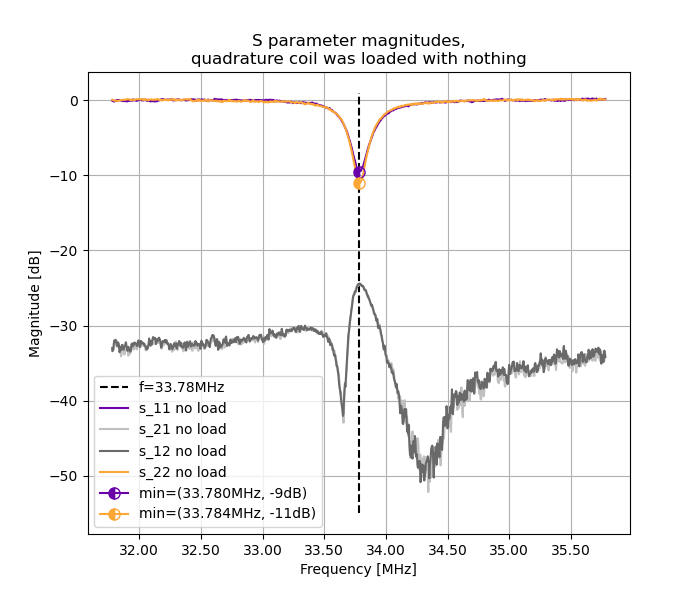 S parameter magnitudes,
quadrature coil was loaded with nothing
Magnitude [dB]
0
−10
−20
−30
−40
−50
f=33.78MHz
s_11 no load
s_21 no load
s_12 no load
s_22 no load
min=(33.780MHz, -9dB)
min=(33.784MHz, -11dB)
32.00 32.50 33.00 33.50 34.00 34.50 35.00 35.50
Frequency [MHz]